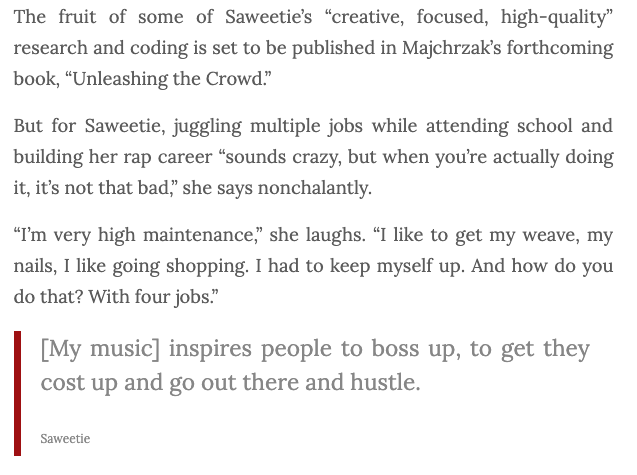 The fruit of some of Saweetie’s “creative, focused, high-quality”
research and coding is set to be published in Majchrzak’s forthcoming
book, “Unleashing the Crowd.”
But for Saweetie, juggling multiple jobs while attending school and
building her rap career “sounds crazy, but when you’re actually doing
it, it’s not that bad,” she says nonchalantly.
“I’m very high maintenance,” she laughs. “I like to get my weave, my
nails, I like going shopping. I had to keep myself up. And how do you
do that? With four jobs.”
[My music] inspires people to boss up, to get they
cost up and go out there and hustle.
Saweetie